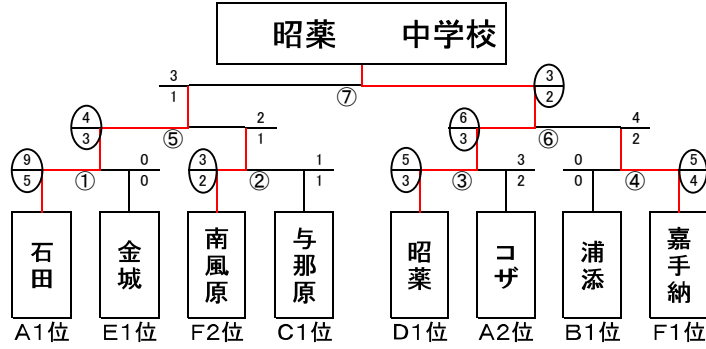 昭薬 中学校
3 3
1 ⑦ 2
4 2 6 4
3 ⑤ 1 3 ⑥ 2
9 0 3 1 5 3 0 5
5 ① 0 2 ② 1 3 ③ 2 0 ④ 4
石田 金城 南風原 与那原 昭薬 コザ 浦添 嘉手納
A1位 E1位 F2位 C1位 D1位 A2位 B1位 F1位